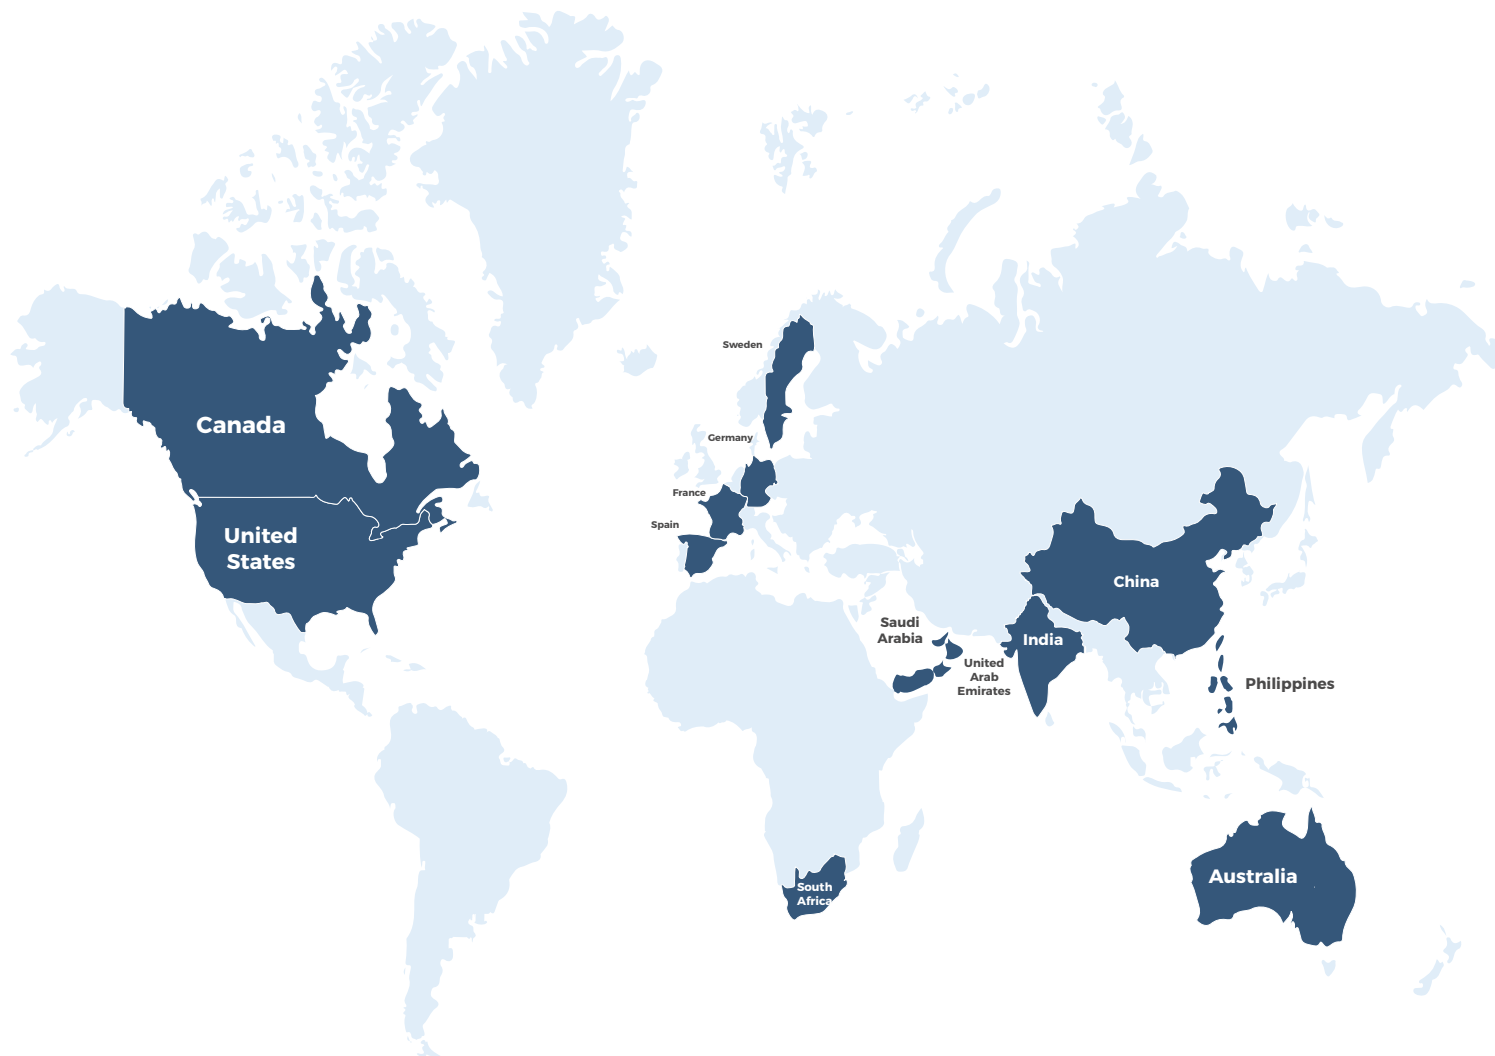 Sweden
Canada
Germany
France
Spain
United
States
China
Saudi
Arabia
India
United
Arab
Emirates
Philippines
Australia
South
Africa